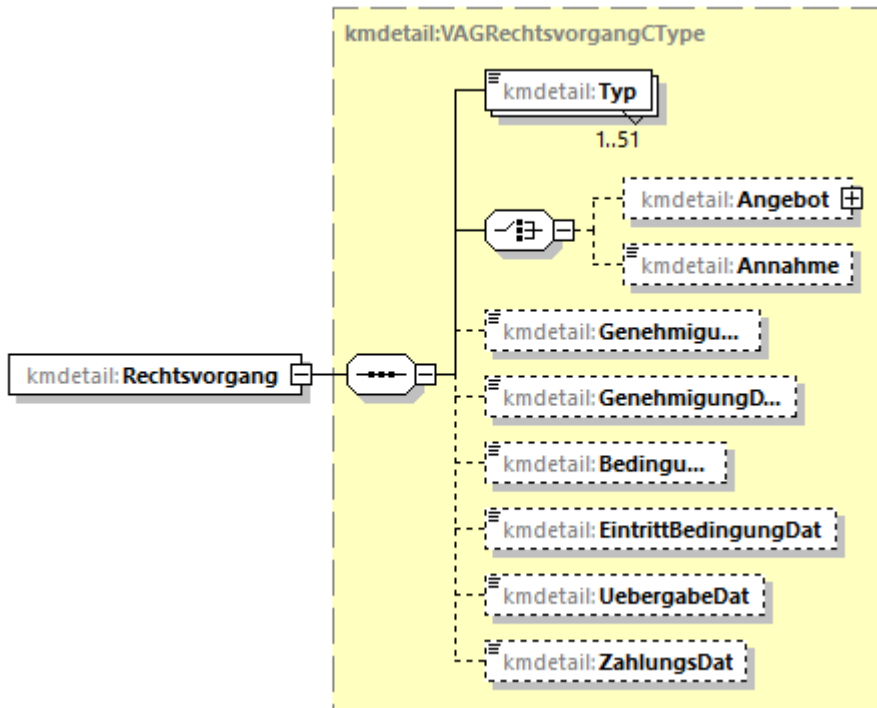 kmdetail:VAGRechtsvorgangCType
kmdetail:Typ
1..51
kmdetail:Angebot
kmdetail:Annahme
kmdetail:Genehmigu...
kmdetail:Rechtsvorgang
kmdetail:GenehmigungD...
kmdetail:Bedingu...
kmdetail:EintrittBedingungDat
kmdetail:UebergabeDat
kmdetail:ZahlungsDat